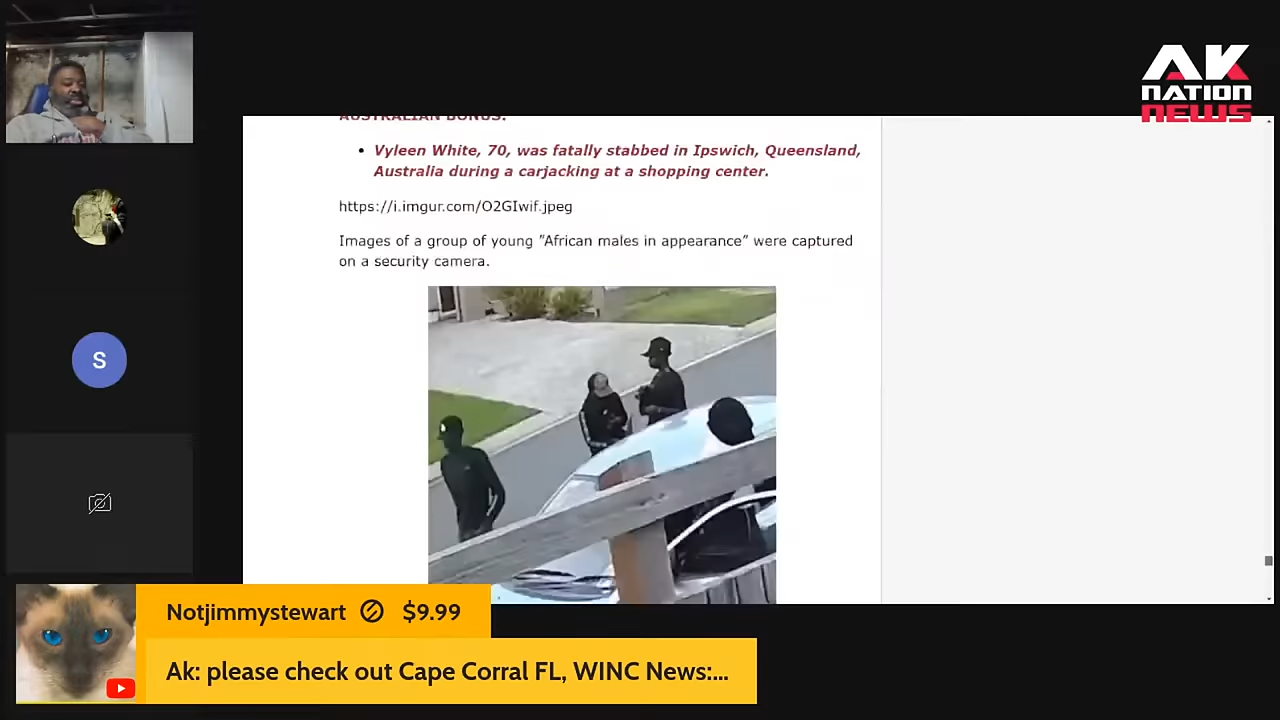 AK
NATION
NEWS
AUSTRALIAN BONUS:
• Vyleen White, 70, was fatally stabbed in Ipswich, Queensland,
Australia during a carjacking at a shopping center.
https://i.imgur.com/O2GIwif.jpeg
Images of a group of young “African males in appearance” were captured
on a security camera.
S
Notjimmystewart $9.99
Ak: please check out Cape Corral FL, WINC News:...